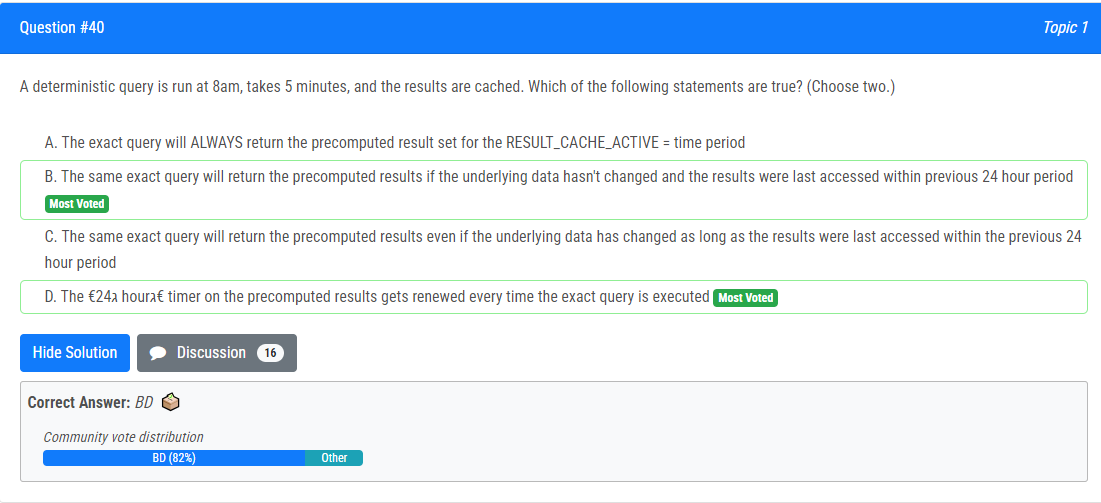 Question #40
Topic 1
A deterministic query is run at 8am, takes 5 minutes, and the results are cached. Which of the following statements are true? (Choose two.)
A. The exact query will ALWAYS return the precomputed result set for the RESULT_CACHE_ACTIVE = time period
B. The same exact query will return the precomputed results if the underlying data hasn't changed and the results were last accessed within previous 24 hour period
Most Voted
C. The same exact query will return the precomputed results even if the underlying data has changed as long as the results were last accessed within the previous 24
hour period
D. The €24λ hourλ€ timer on the precomputed results gets renewed every time the exact query is executed Most Voted
Hide Solution
Discussion 16
Correct Answer: BD
Community vote distribution
BD (82%)
Other